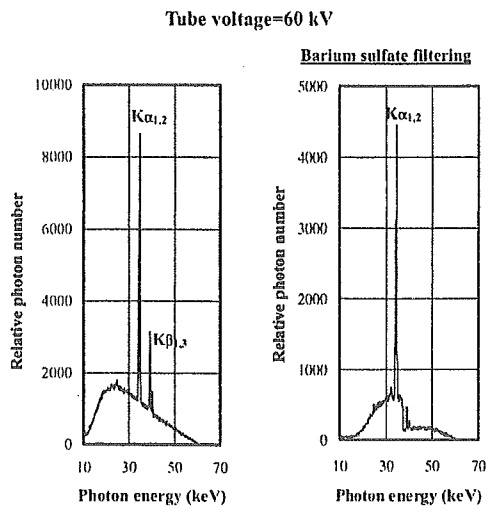 Tube voltage=60 kV
Barium sulfate filtering
10000
8000
6000
4000
2000
0
Relative photon number
Kα1,2
Kβ1,3
10 30 50 70
Photon energy (keV)
5000
4000
3000
2000
1000
0
Relative photon number
Kα1,2
10 30 50 70
Photon energy (keV)